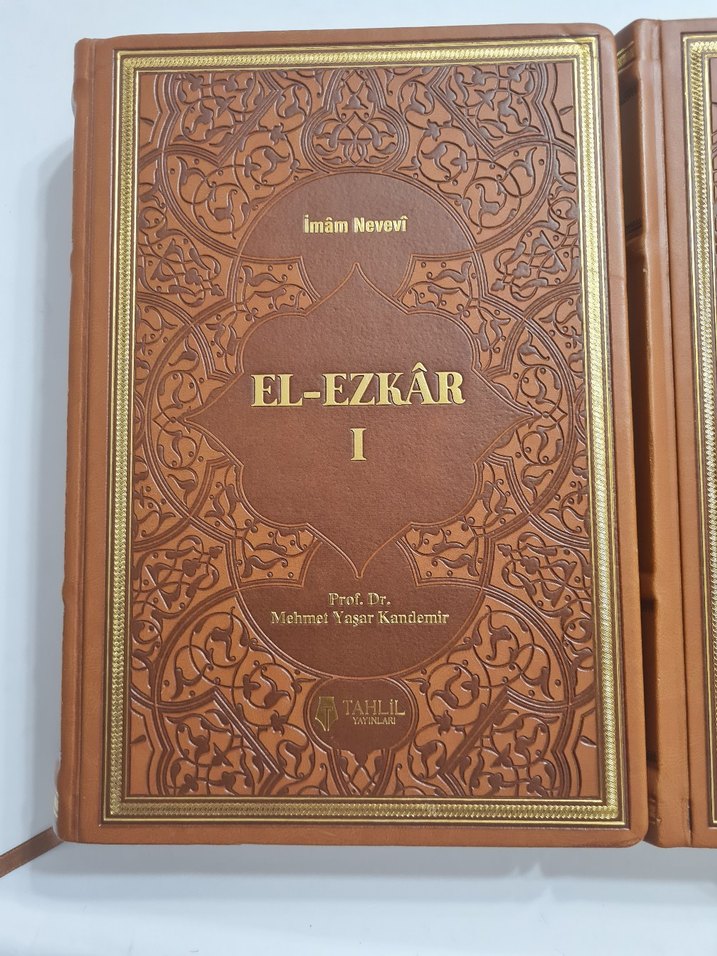 İmâm Nevevî
EL-EZKÂR
I
Prof. Dr.
Mehmet Yaşar Kandemir
TAHLİL
YAYINLARI